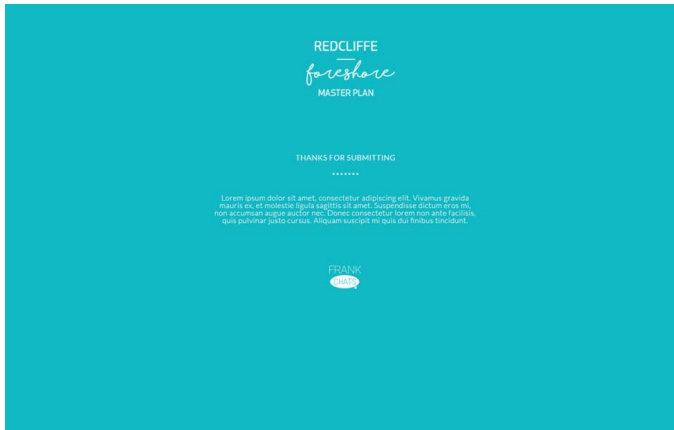 REDCLIFFE
foreshore
MASTER PLAN
THANKS FOR SUBMITTING
Lorem ipsum dolor sit amet, consectetur adipiscing elit. Vivamus gravida
mauris ex, et molestie ligula sagittis sit amet. Suspendisse dictum eros mi,
non accumsan augue auctor nec. Donec consectetur lorem non ante facilisis,
quis pulvinar justo cursus. Aliquam suscipit mi quis dui finibus tincidunt.
FRANK
CHATS